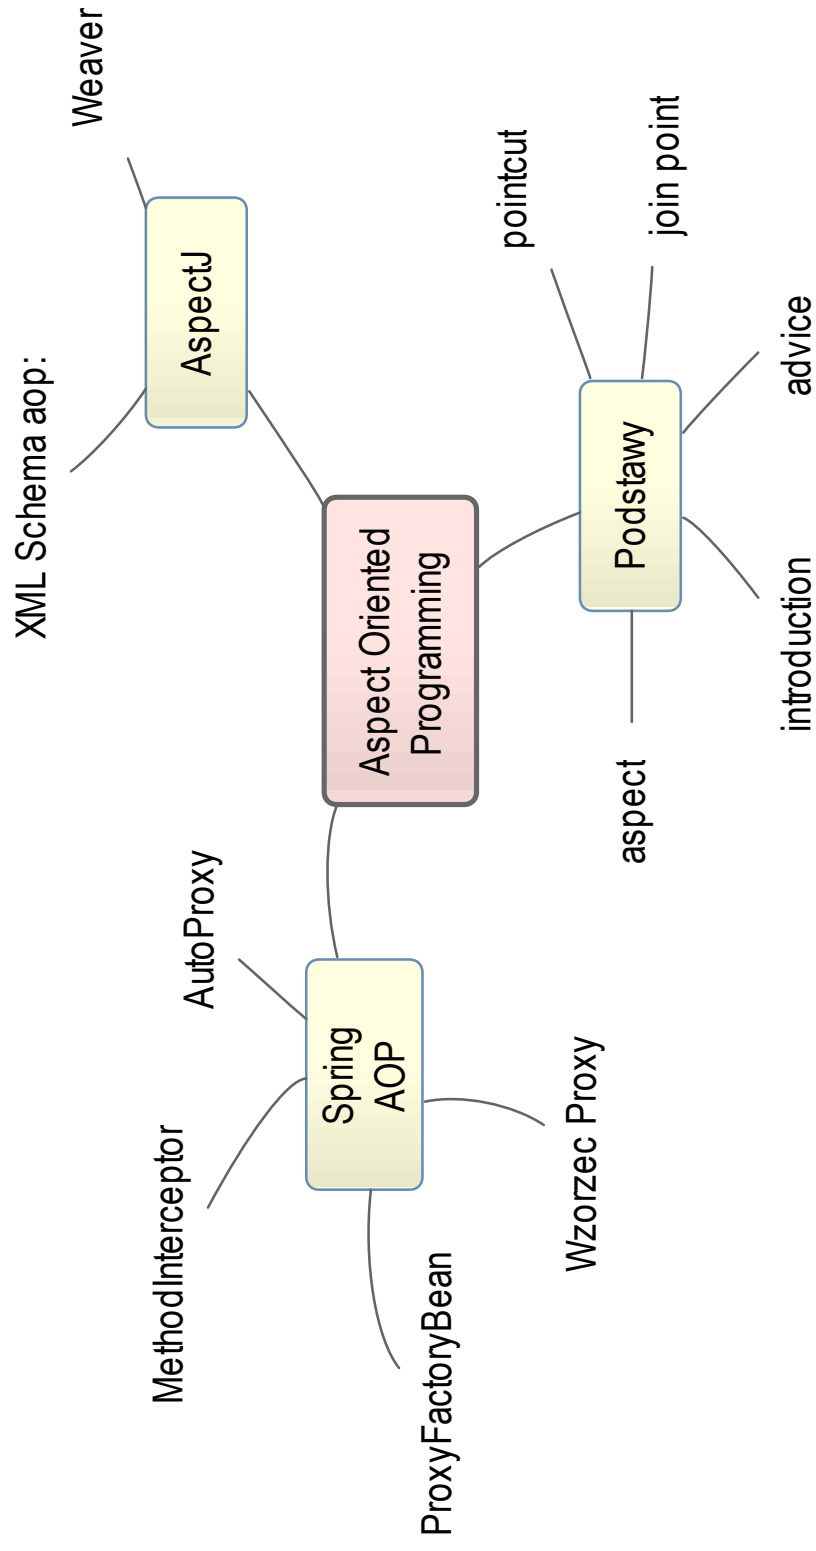 XML Schema aop:
Weaver
AspectJ
MethodInterceptor
AutoProxy
Spring
AOP
Aspect Oriented
Programming
ProxyFactoryBean
pointcut
Wzorzec Proxy
aspect
Podstawy
join point
introduction
advice